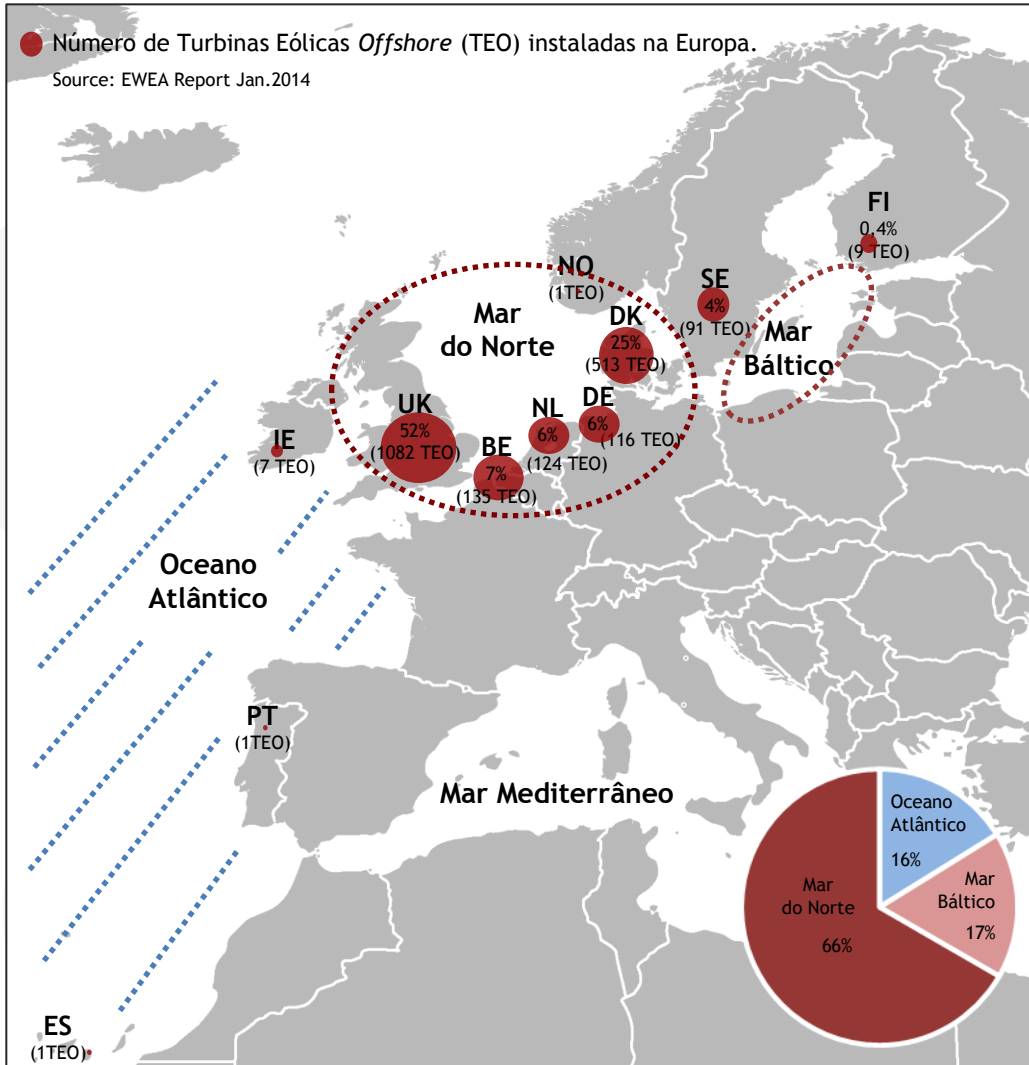 Número de Turbinas Eólicas Offshore (TEO) instaladas na Europa.
Source: EWEA Report Jan.2014
FI
0,4%
(9 TEO)
NO
(1TEO)
SE
4%
(91 TEO)
Mar
do Norte
DK
25%
(513 TEO)
Mar
Báltico
UK
52%
(1082 TEO)
NL
6%
(124 TEO)
DE
6%
(116 TEO)
IE
(7 TEO)
BE
7%
(135 TEO)
Oceano
Atlântico
PT
(1TEO)
Mar Mediterrâneo
ES
(1TEO)
Oceano
Atlântico
16%
Mar
Báltico
17%
Mar
do Norte
66%